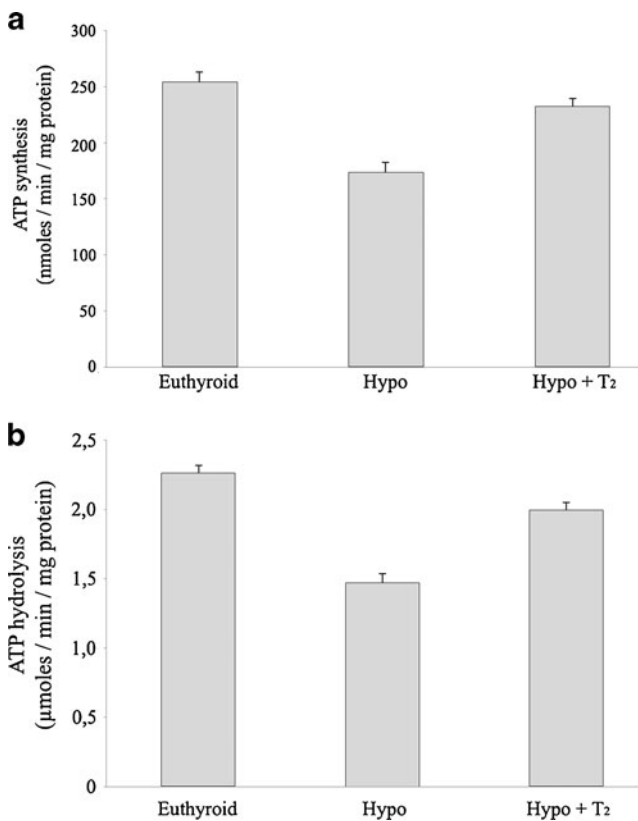 a
ATP synthesis
(nmoles / min / mg protein)
300
250
200
150
100
50
0
Euthyroid Hypo Hypo + T₂
b
ATP hydrolysis
(µmoles / min / mg protein)
2,5
2,0
1,5
1,0
0,5
0
Euthyroid Hypo Hypo + T₂